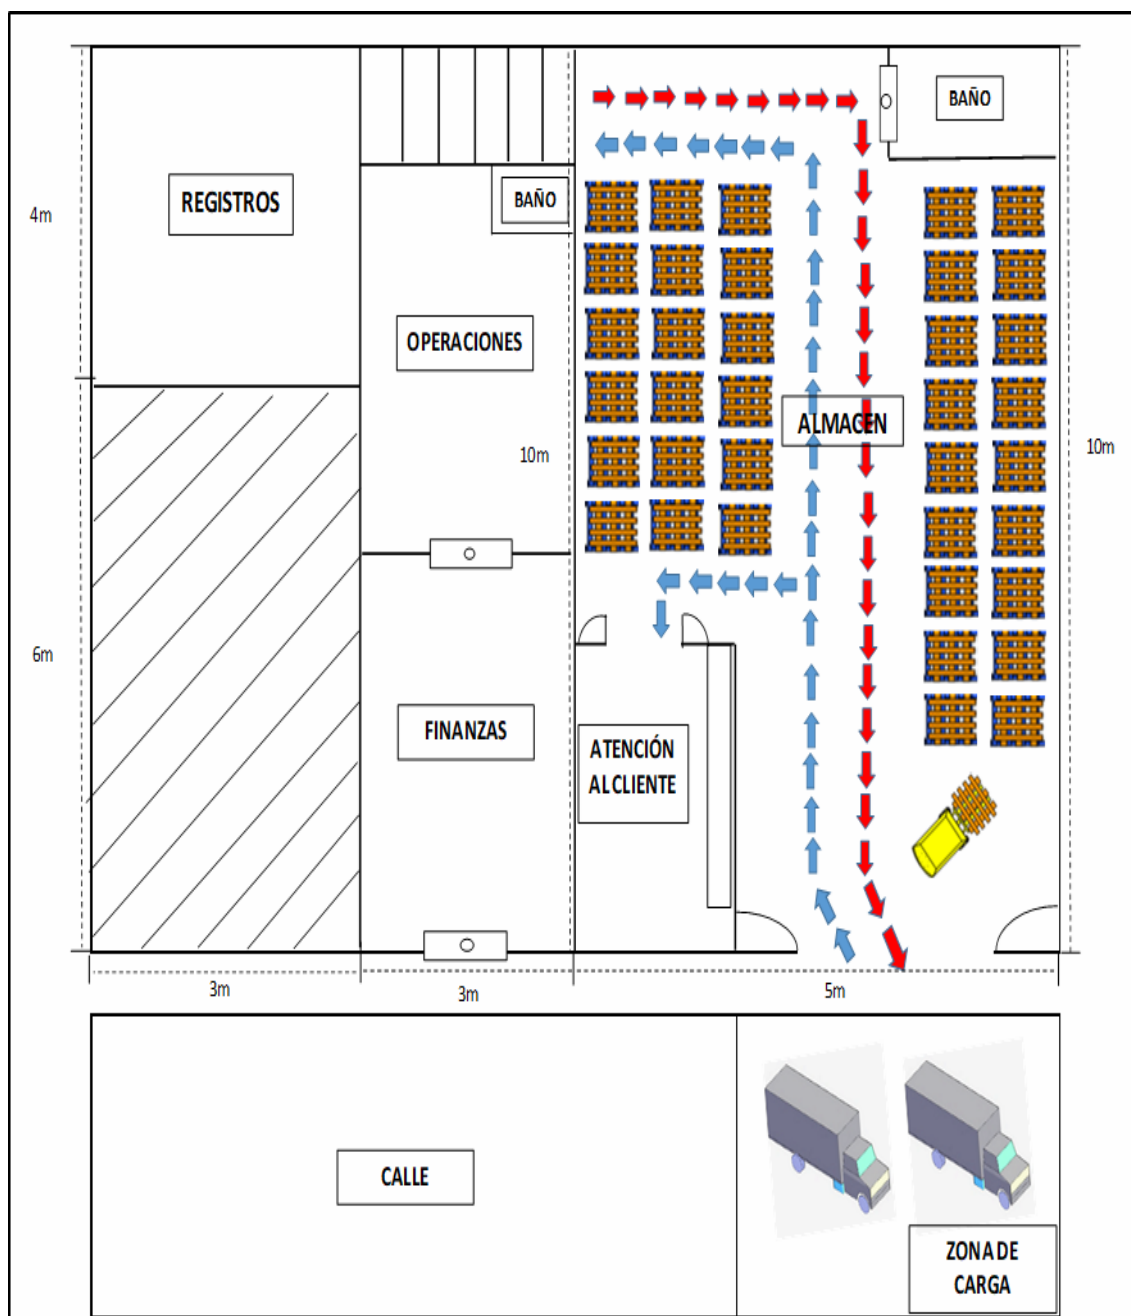 BAÑO
REGISTROS
BAÑO
4m
OPERACIONES
ALMACEN
10m
10m
6m
FINANZAS
ATENCIÓN
AL CLIENTE
3m
3m
5m
CALLE
ZONA DE
CARGA